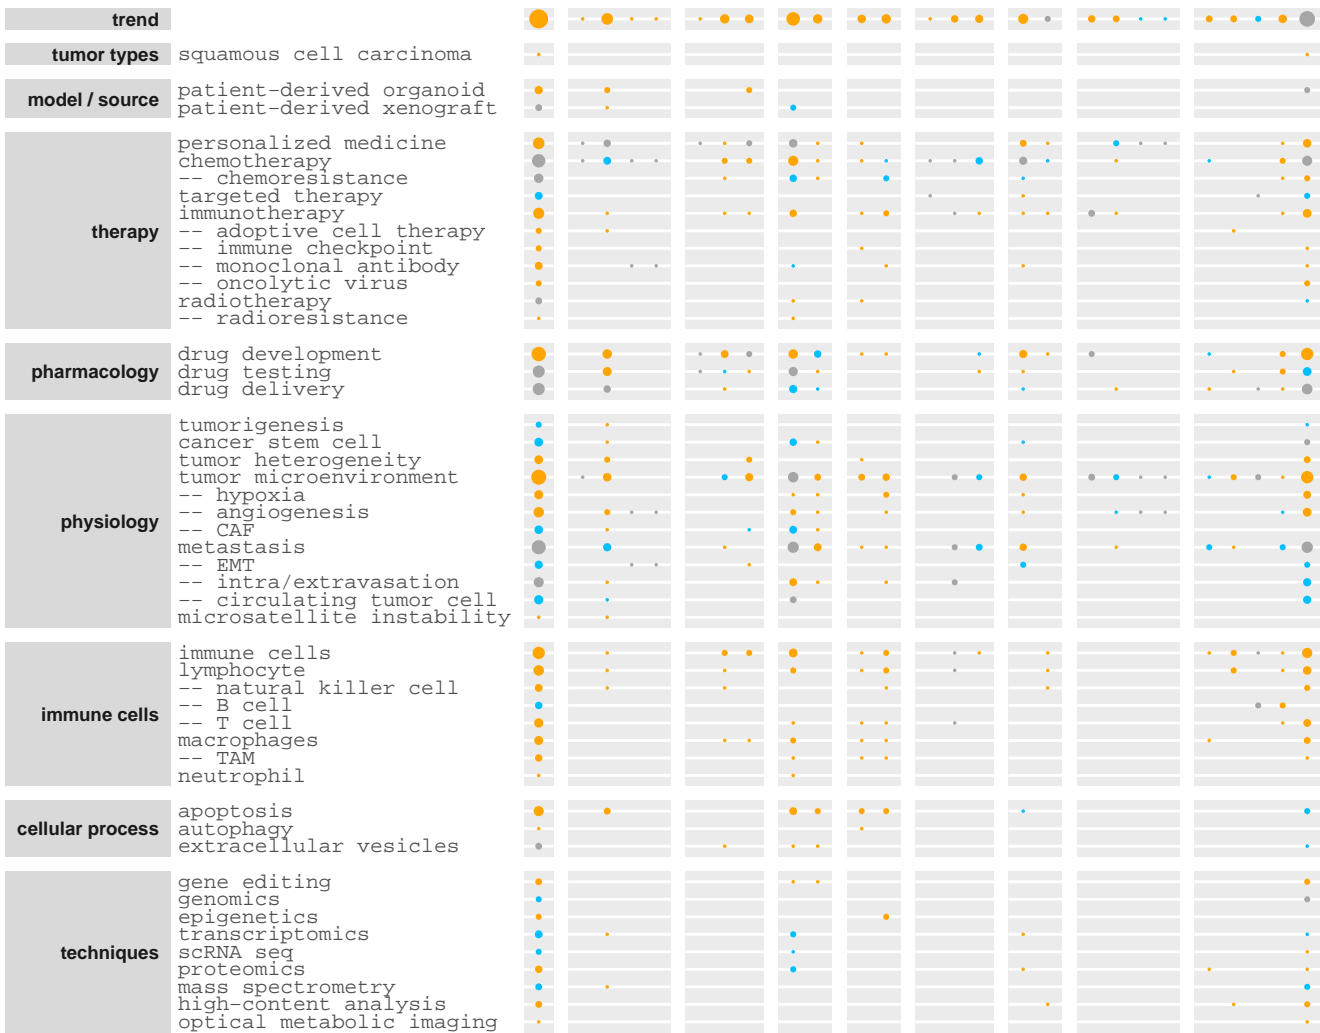 trend
tumor types squamous cell carcinoma
model / source
patient-derived organoid
patient-derived xenograft
therapy
personalized medicine
chemotherapy
-- chemoresistance
targeted therapy
immunotherapy
-- adoptive cell therapy
-- immune checkpoint
-- monoclonal antibody
-- oncolytic virus
radiotherapy
-- radioresistance
pharmacology
drug development
drug testing
drug delivery
physiology
tumorigenesis
cancer stem cell
tumor heterogeneity
tumor microenvironment
-- hypoxia
-- angiogenesis
-- CAF
metastasis
-- EMT
-- intra/extravasation
-- circulating tumor cell
microsatellite instability
immune cells
immune cells
lymphocyte
-- natural killer cell
-- B cell
-- T cell
macrophages
-- TAM
neutrophil
cellular process
apoptosis
autophagy
extracellular vesicles
techniques
gene editing
genomics
epigenetics
transcriptomics
scRNA seq
proteomics
mass spectrometry
high-content analysis
optical metabolic imaging